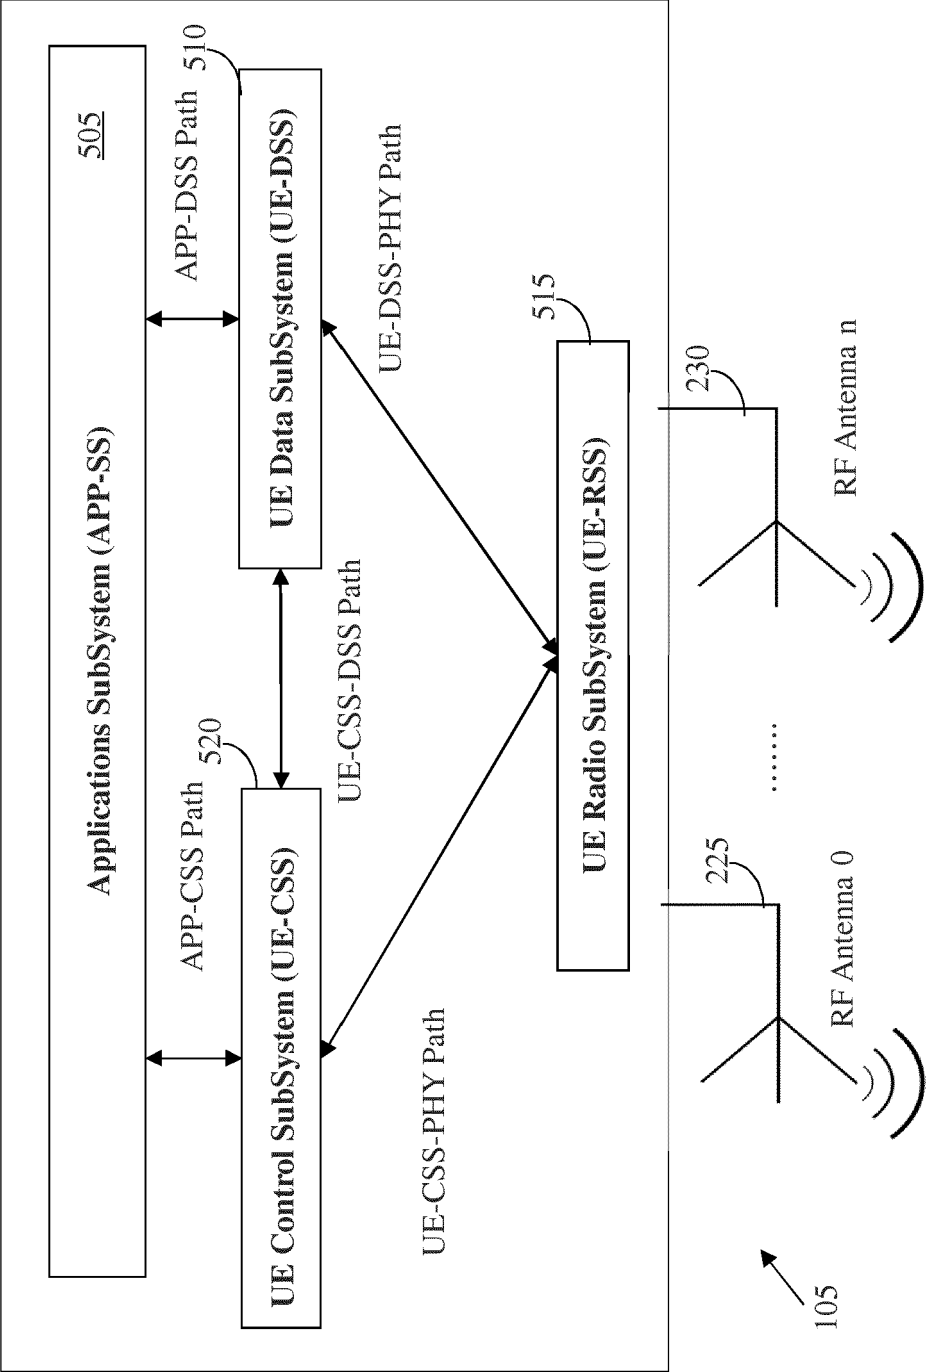 Applications SubSystem (APP-SS)
505
APP-CSS Path
520
APP-DSS Path
510
UE Control SubSystem (UE-CSS)
UE Data SubSystem (UE-DSS)
UE-CSS-DSS Path
UE-CSS-PHY Path
UE-DSS-PHY Path
515
UE Radio SubSystem (UE-RSS)
225
230
.......
RF Antenna 0
RF Antenna n
105